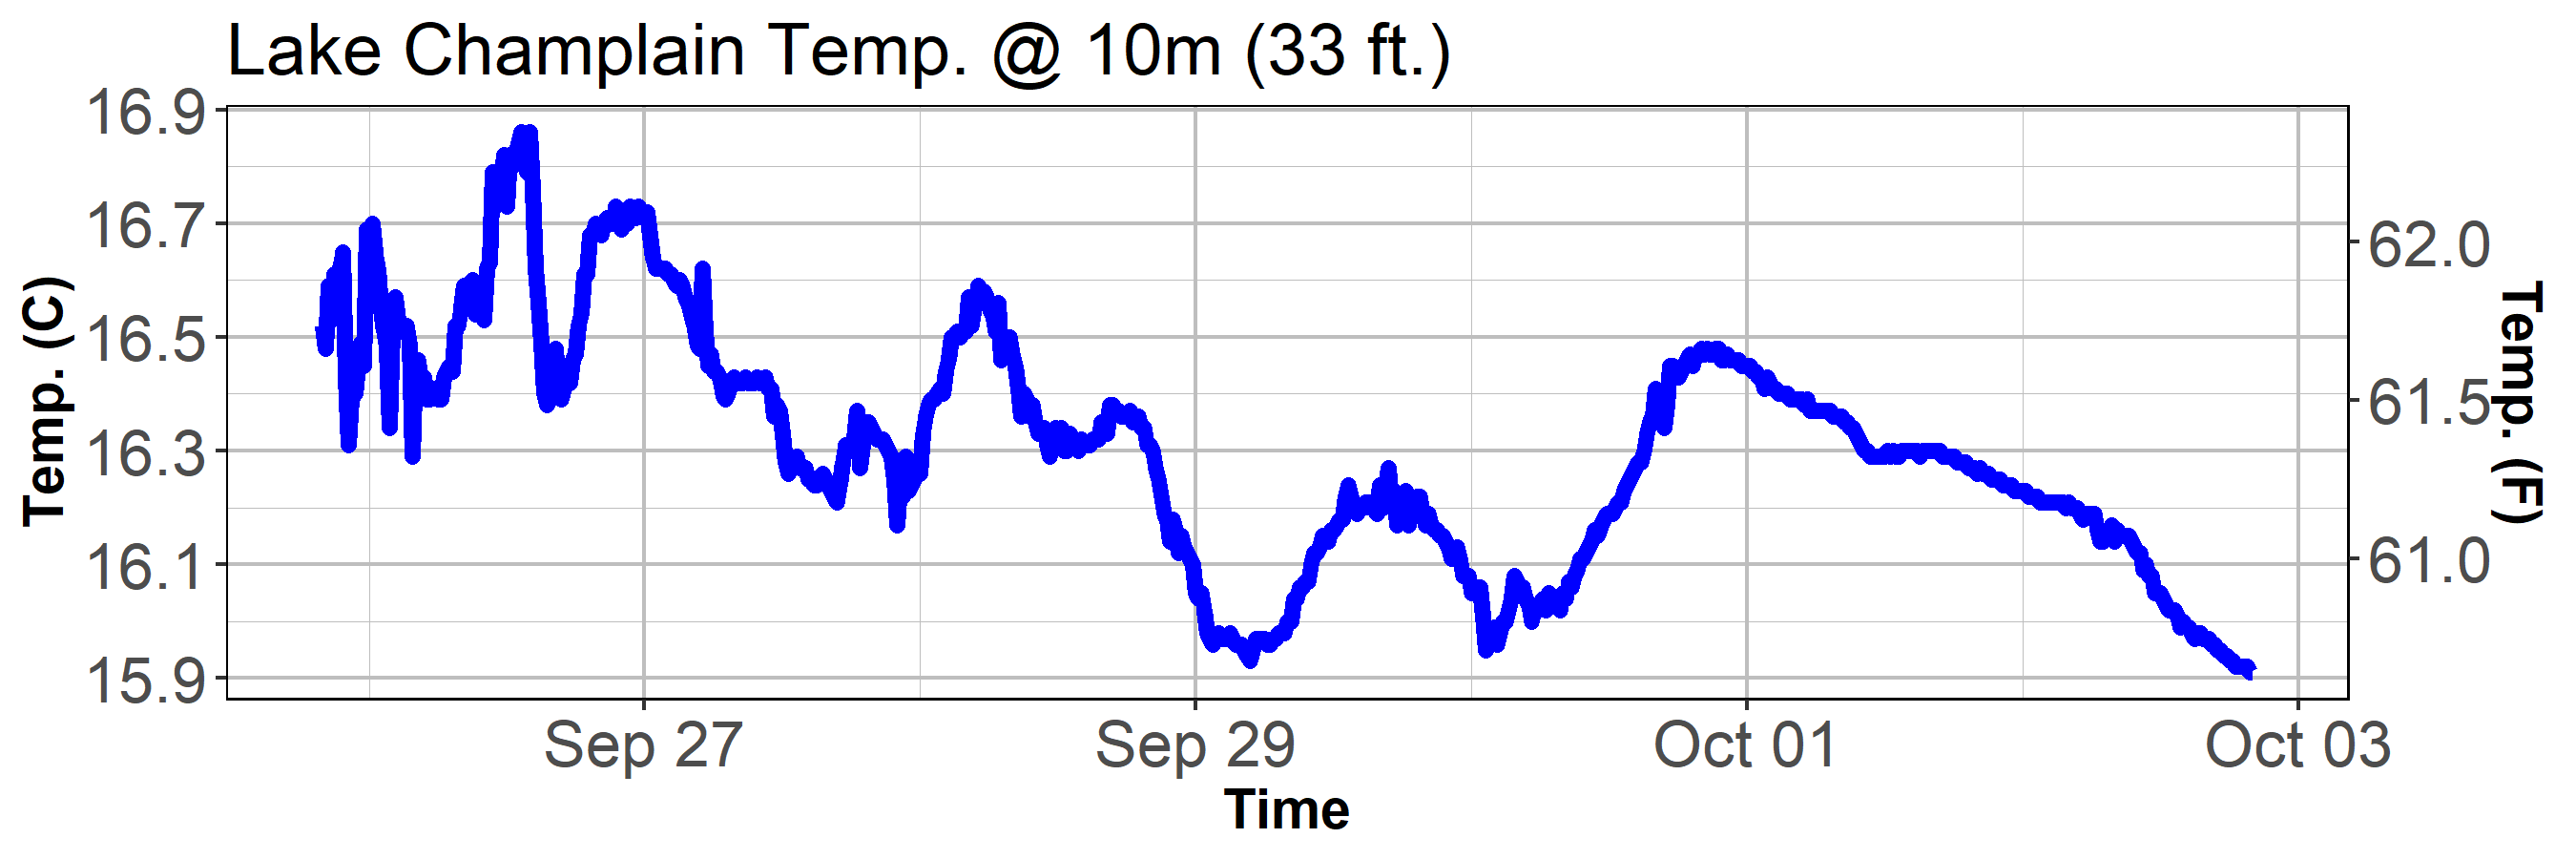 Lake Champlain Temp. @ 10m (33 ft.)
Temp. (C)
16.9
16.7
16.5
16.3
16.1
15.9
62.0
61.5
61.0
Temp. (F)
Sep 27 Sep 29 Oct 01 Oct 03
Time